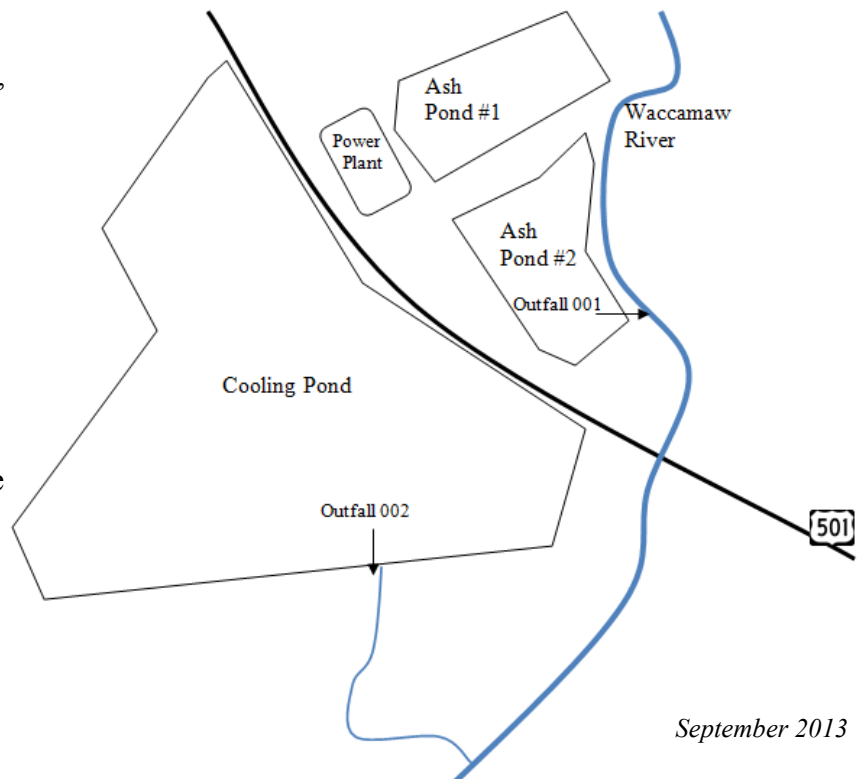 ,
Ash
Pond #1
Waccamaw
River
Power
Plant
Ash
Pond #2
Outfall 001
Cooling Pond
e
Outfall 002
501
September 2013